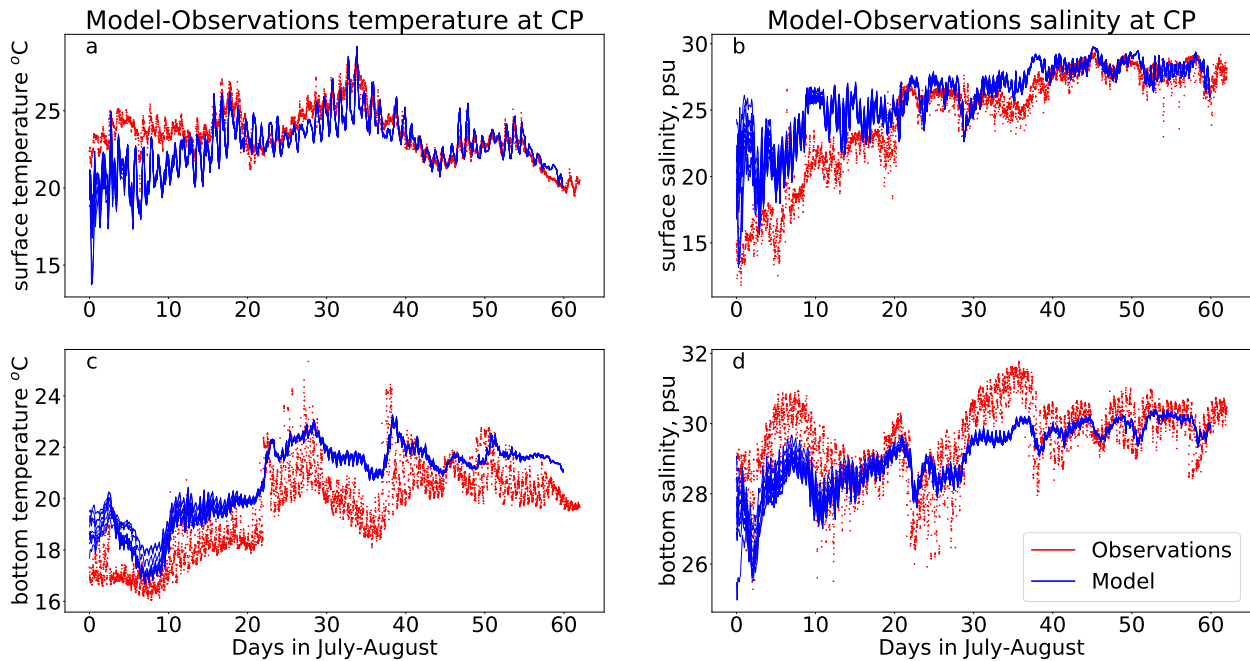 Model-Observations temperature at CP
a
surface temperature °C
25
20
15
0 10 20 30 40 50 60
Model-Observations salinity at CP
b
surface salinity, psu
30
25
20
15
0 10 20 30 40 50 60
c
bottom temperature °C
24
22
20
18
16
0 10 20 30 40 50 60
Days in July-August
d
bottom salinity, psu
32
30
28
26
Observations
Model
0 10 20 30 40 50 60
Days in July-August